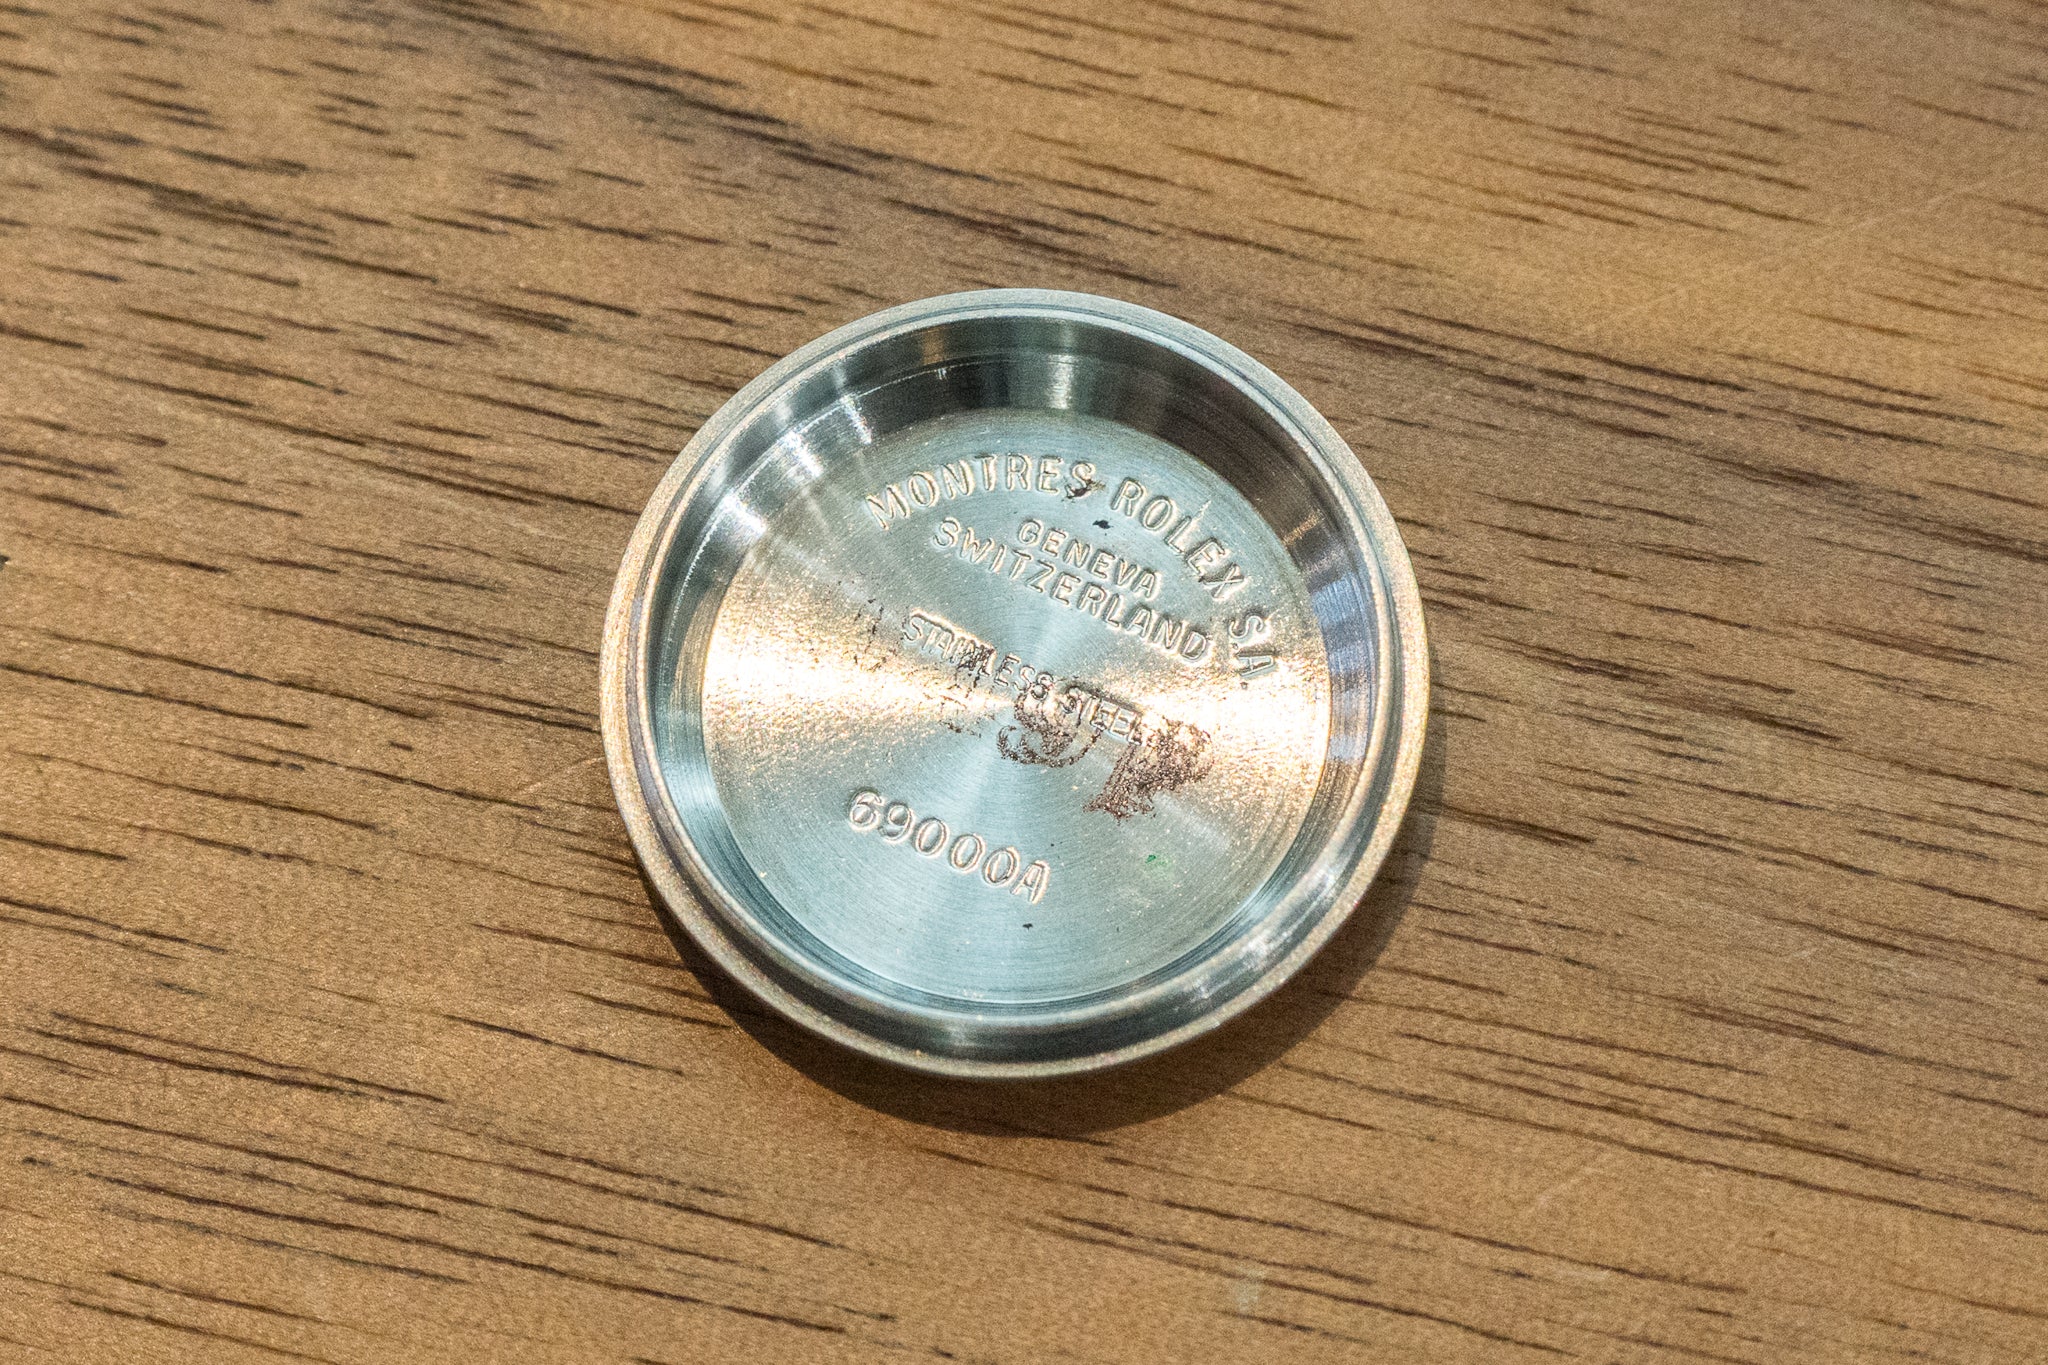 MONTRES ROLEX S.A.
GENEVA
SWITZERLAND
STAINLESS STEEL
69000A